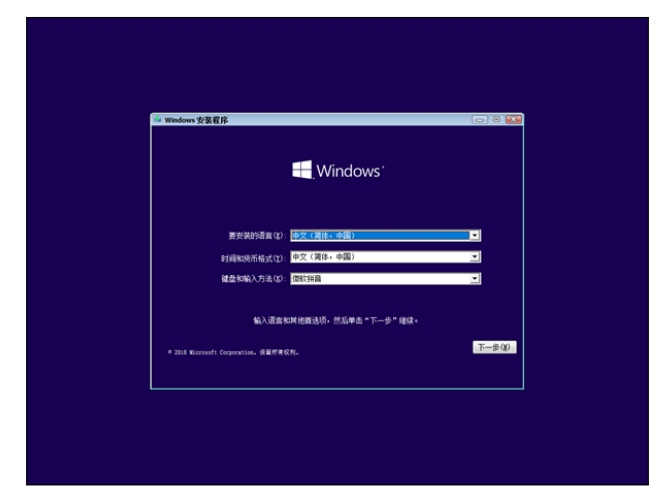 Windows 安装程序
Windows
要安装的语言(E): 中文(简体，中国)
时间和货币格式(T): 中文(简体，中国)
键盘和输入方法(K): 微软拼音
输入语言和其他首选项，然后单击“下一步”继续。
© 2018 Microsoft Corporation。保留所有权利。
下一步(N)